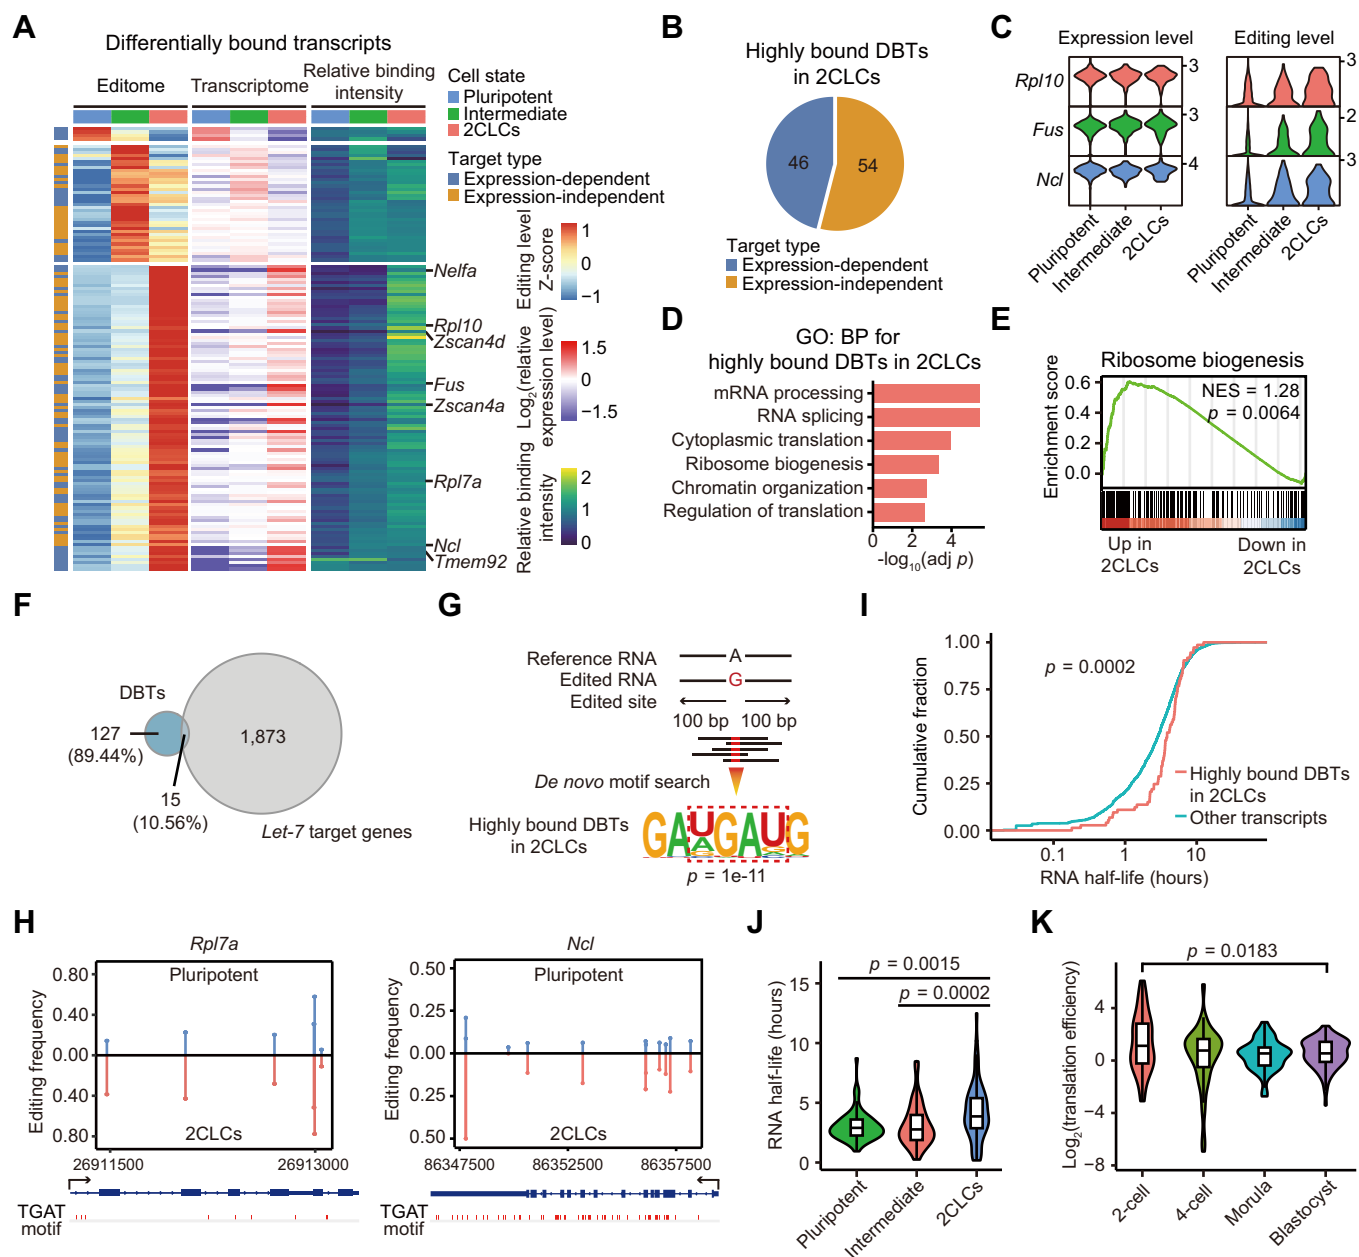 A
Differentially bound transcripts
Editome
Transcriptome
Relative binding
intensity
Cell state
Pluripotent
Intermediate
2CLCs
Target type
Expression-dependent
Expression-independent
Editing level
Z-score
1
0
−1
Log2(relative
expression level)
1.5
0
−1.5
Relative binding
intensity
2
1
0
Nelfa
Rpl10
Zscan4d
Fus
Zscan4a
Rpl7a
Ncl
Tmem92
B
Highly bound DBTs
in 2CLCs
46
54
Target type
Expression-dependent
Expression-independent
C
Expression level
Editing level
Rpl10
Fus
Ncl
3
3
4
3
2
3
Pluripotent
Intermediate
2CLCs
Pluripotent
Intermediate
2CLCs
D
GO: BP for
highly bound DBTs in 2CLCs
mRNA processing
RNA splicing
Cytoplasmic translation
Ribosome biogenesis
Chromatin organization
Regulation of translation
0 2 4
-log10(adj p)
E
Ribosome biogenesis
NES = 1.28
p = 0.0064
Enrichment score
0.6
0.4
0.2
0.0
Up in
2CLCs
Down in
2CLCs
F
DBTs
127
(89.44%)
15
(10.56%)
1,873
Let-7 target genes
G
Reference RNA
A
Edited RNA
G
Edited site
100 bp 100 bp
De novo motif search
Highly bound DBTs
in 2CLCs
GAUGAUG
p = 1e-11
I
Cumulative fraction
1.00
0.75
0.50
0.25
0.00
p = 0.0002
Highly bound DBTs
in 2CLCs
Other transcripts
0.1 1 10
RNA half-life (hours)
H
Rpl7a
Pluripotent
2CLCs
Editing frequency
0.80
0.40
0.00
0.40
0.80
26911500 26913000
TGAT
motif
Ncl
Pluripotent
2CLCs
Editing frequency
0.50
0.25
0.00
0.25
0.50
86347500 86352500 86357500
TGAT
motif
J
RNA half-life (hours)
15
10
5
0
p = 0.0015
p = 0.0002
Pluripotent
Intermediate
2CLCs
K
Log2(translation efficiency)
4
0
−4
−8
p = 0.0183
2-cell
4-cell
Morula
Blastocyst